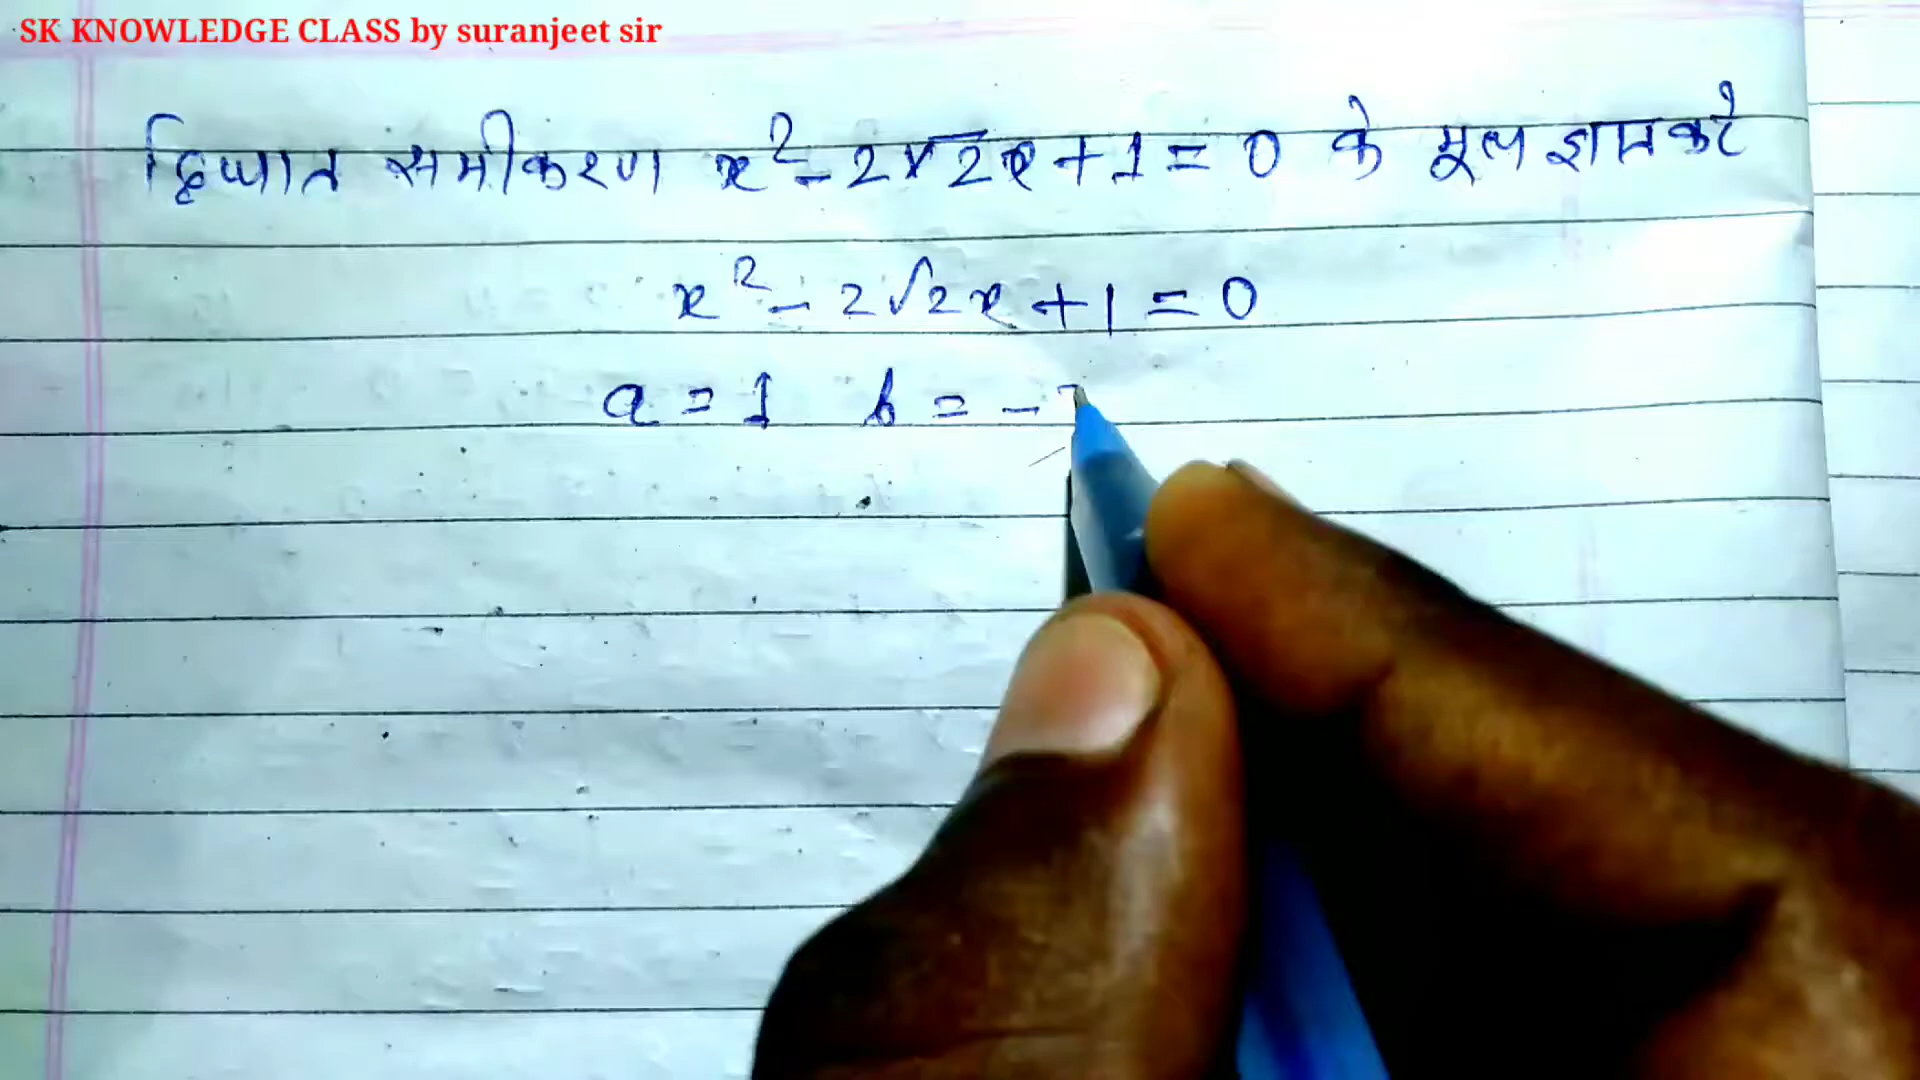 SK KNOWLEDGE CLASS by suranjeet sir
द्विघात समीकरण x² - 2√2x + 1 = 0 के मूल ज्ञात करे
x² - 2√2x + 1 = 0
a = 1 b = -